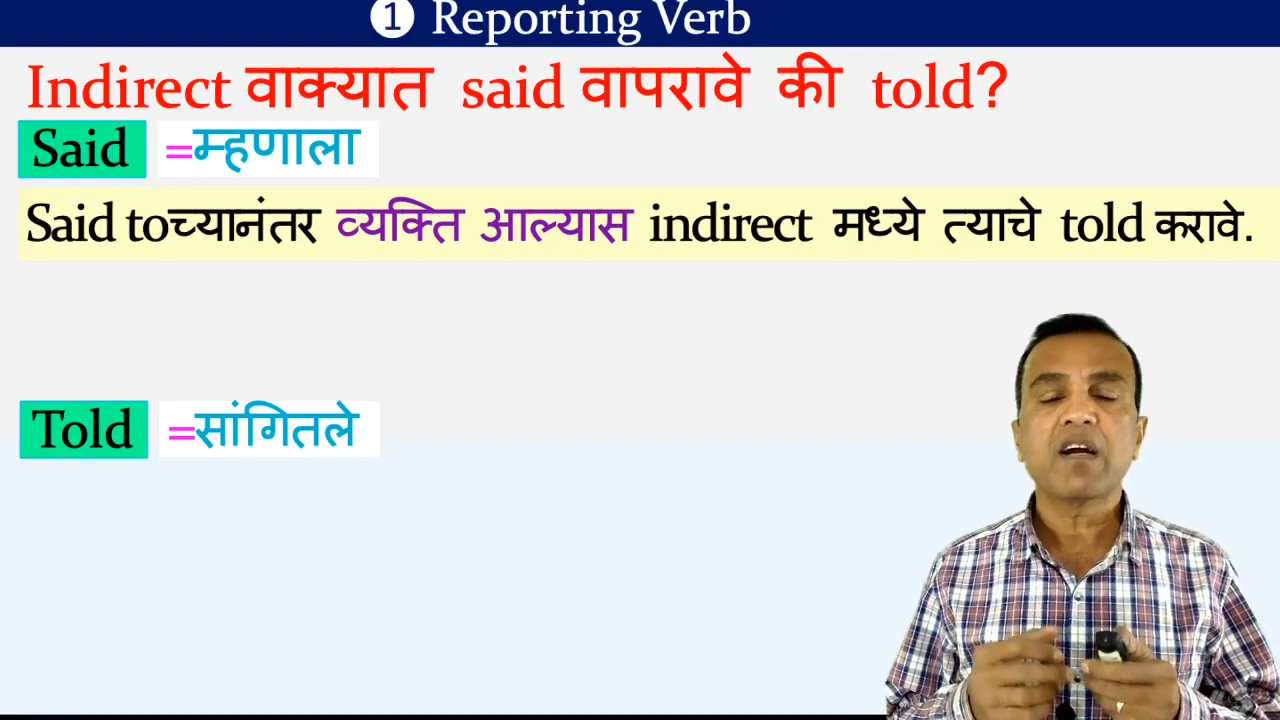 ❶ Reporting Verb
Indirect वाक्यात said वापरावे की told?
Said =म्हणाला
Said toच्यानंतर व्यक्ति आल्यास indirect मध्ये त्याचे told करावे.
Told =सांगितले